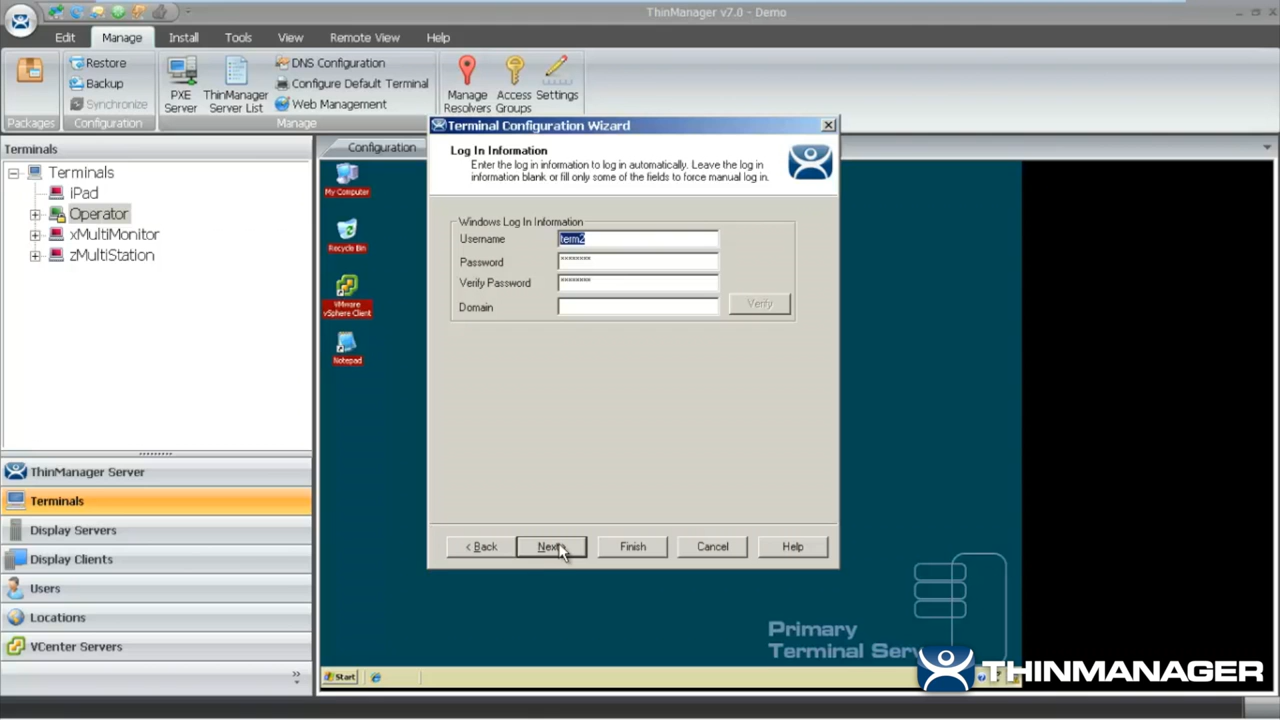 ThinManager v7.0 - Demo
Edit Manage Install Tools View Remote View Help
Packages
Restore
Backup
Synchronize
Configuration
PXE Server
ThinManager Server List
DNS Configuration
Configure Default Terminal
Web Management
Manage
Manage Resolvers
Access Groups
Settings
Terminals
Terminals
iPad
Operator
xMultiMonitor
zMultiStation
ThinManager Server
Terminals
Display Servers
Display Clients
Users
Locations
VCenter Servers
Configuration
My Computer
Recycle Bin
VMware vSphere Client
Notepad
Terminal Configuration Wizard
Log In Information
Enter the log in information to log in automatically. Leave the log in
information blank or fill only some of the fields to force manual log in.
Windows Log In Information
Username term2
Password ********
Verify Password ********
Domain
Verify
< Back Next Finish Cancel Help
Primary
Terminal Serv
Start
THINMANAGER